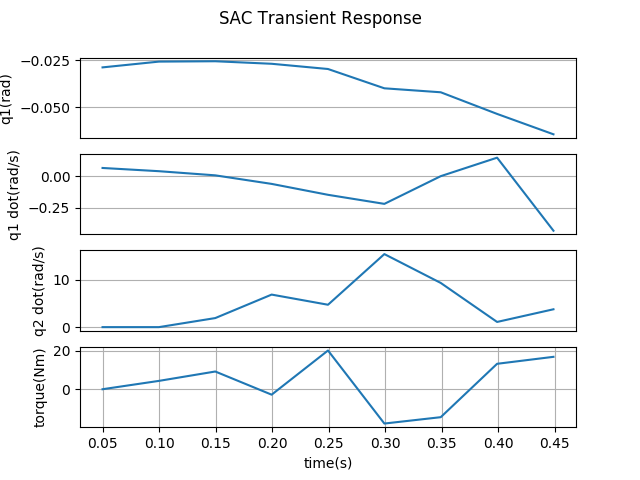 SAC Transient Response
−0.025
−0.050
q1(rad)
0.00
−0.25
q1 dot(rad/s)
10
0
q2 dot(rad/s)
20
0
torque(Nm)
0.05 0.10 0.15 0.20 0.25 0.30 0.35 0.40 0.45
time(s)